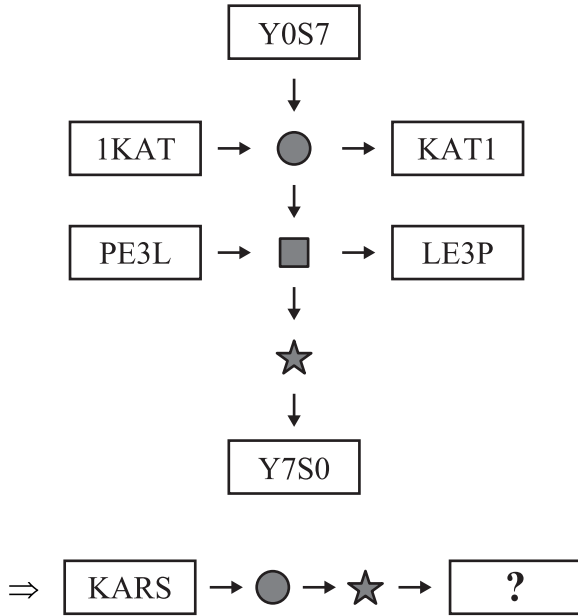 Y0S7
1KAT KAT1
PE3L LE3P
Y7S0
⇒ KARS ?